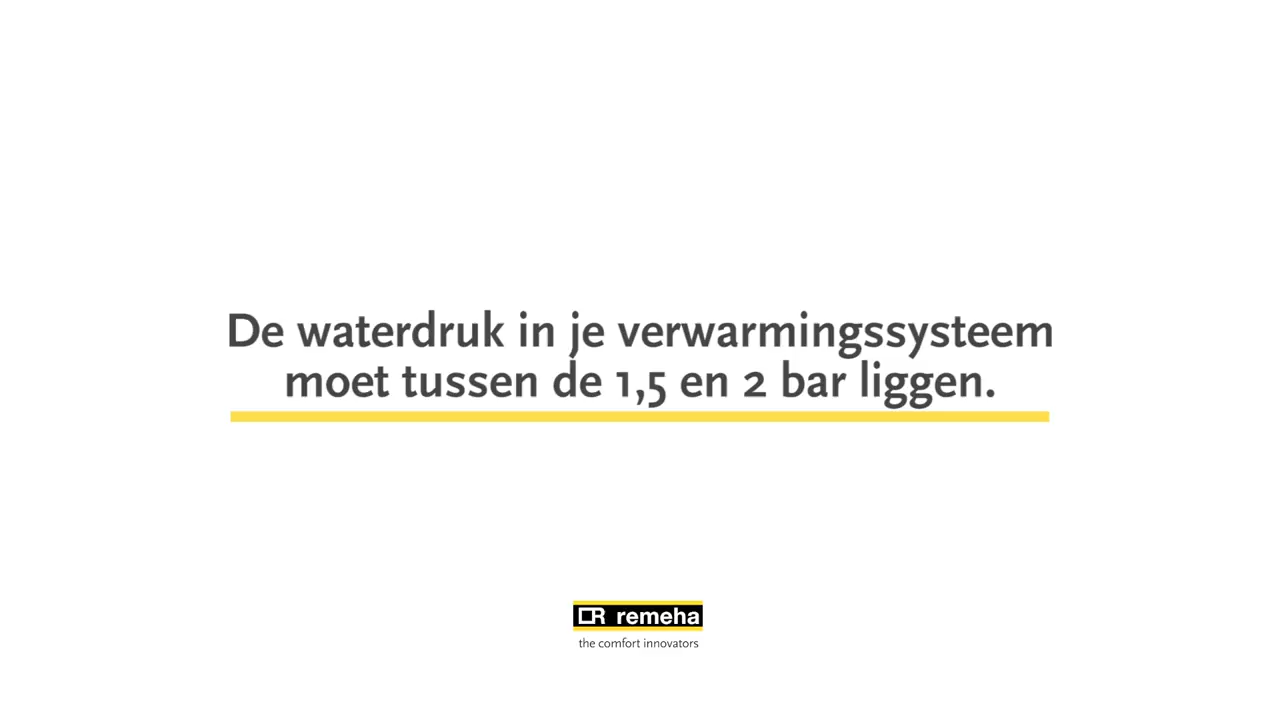 De waterdruk in je verwarmingssysteem
moet tussen de 1,5 en 2 bar liggen.
remeha
the comfort innovators